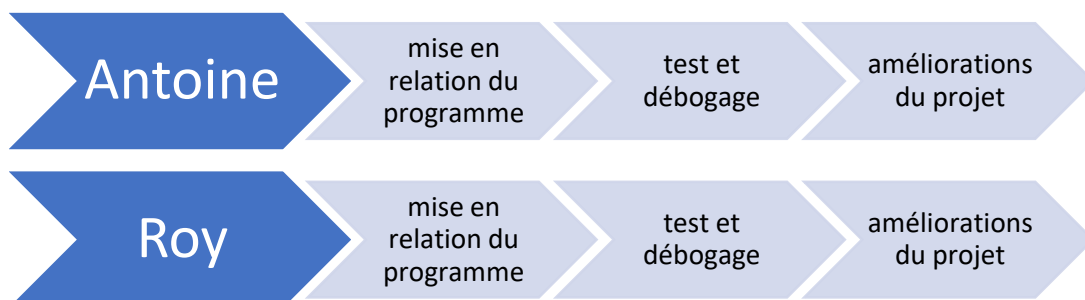 Antoine
mise en
relation du
programme
test et
débogage
améliorations
du projet
Roy
mise en
relation du
programme
test et
débogage
améliorations
du projet